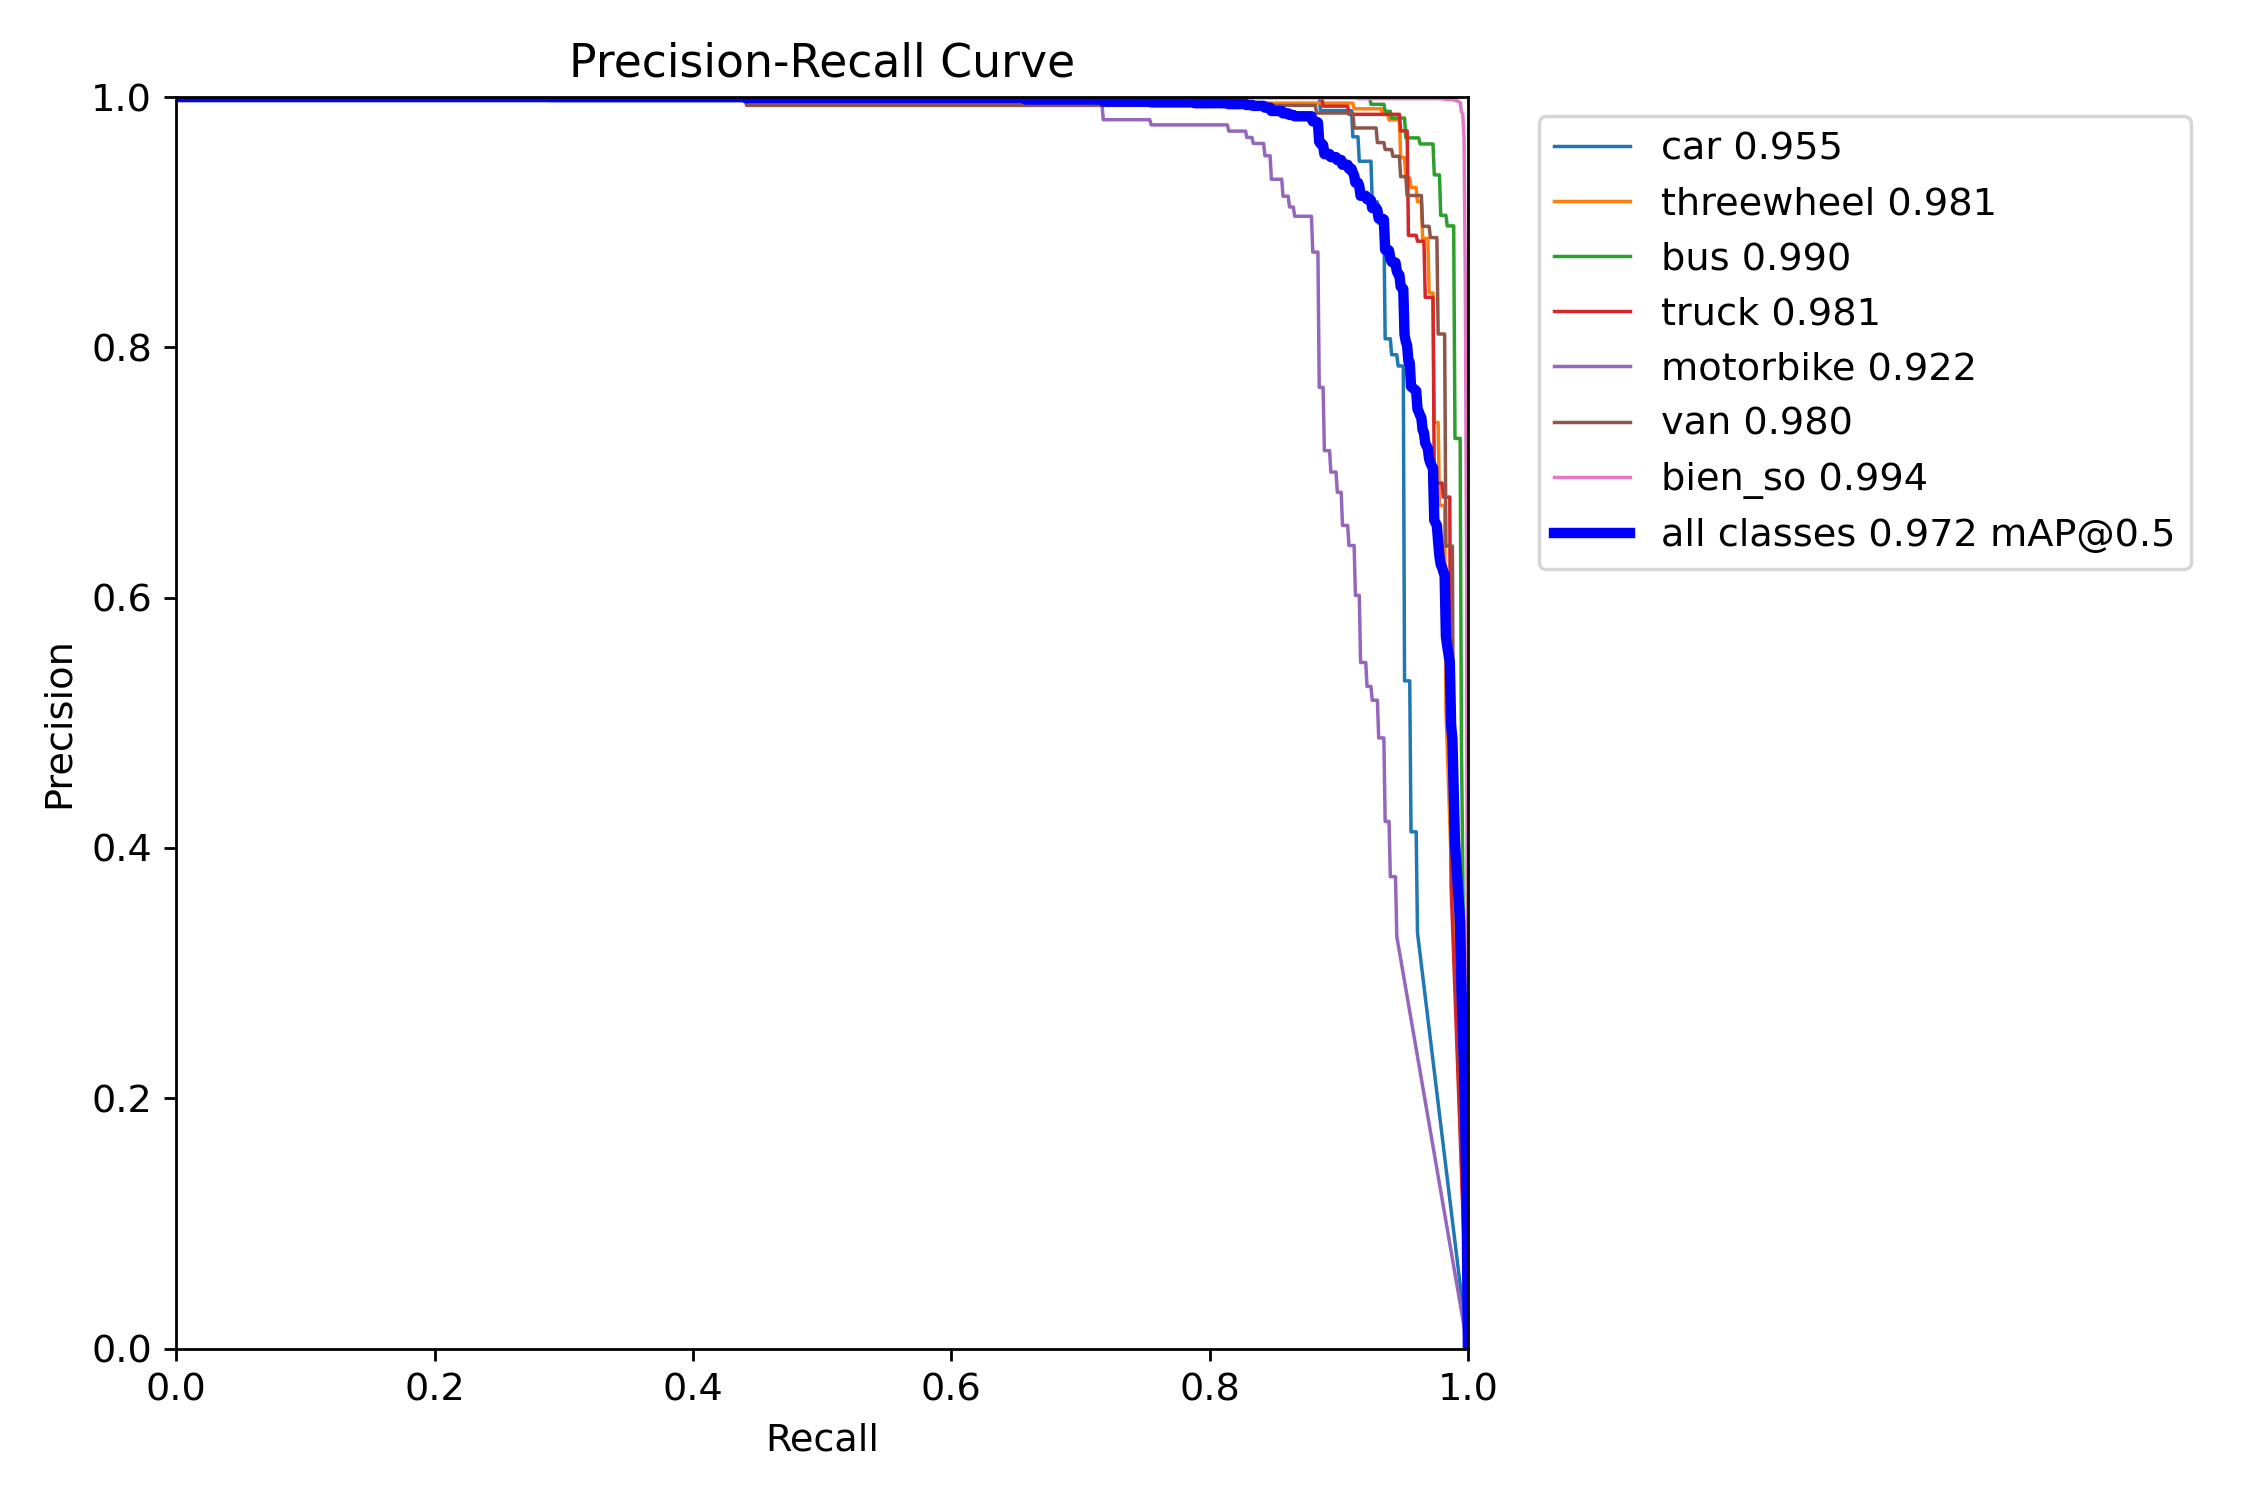 Precision-Recall Curve
1.0
0.8
0.6
0.4
0.2
0.0
Precision
0.0 0.2 0.4 0.6 0.8 1.0
Recall
car 0.955
threewheel 0.981
bus 0.990
truck 0.981
motorbike 0.922
van 0.980
bien_so 0.994
all classes 0.972 mAP@0.5